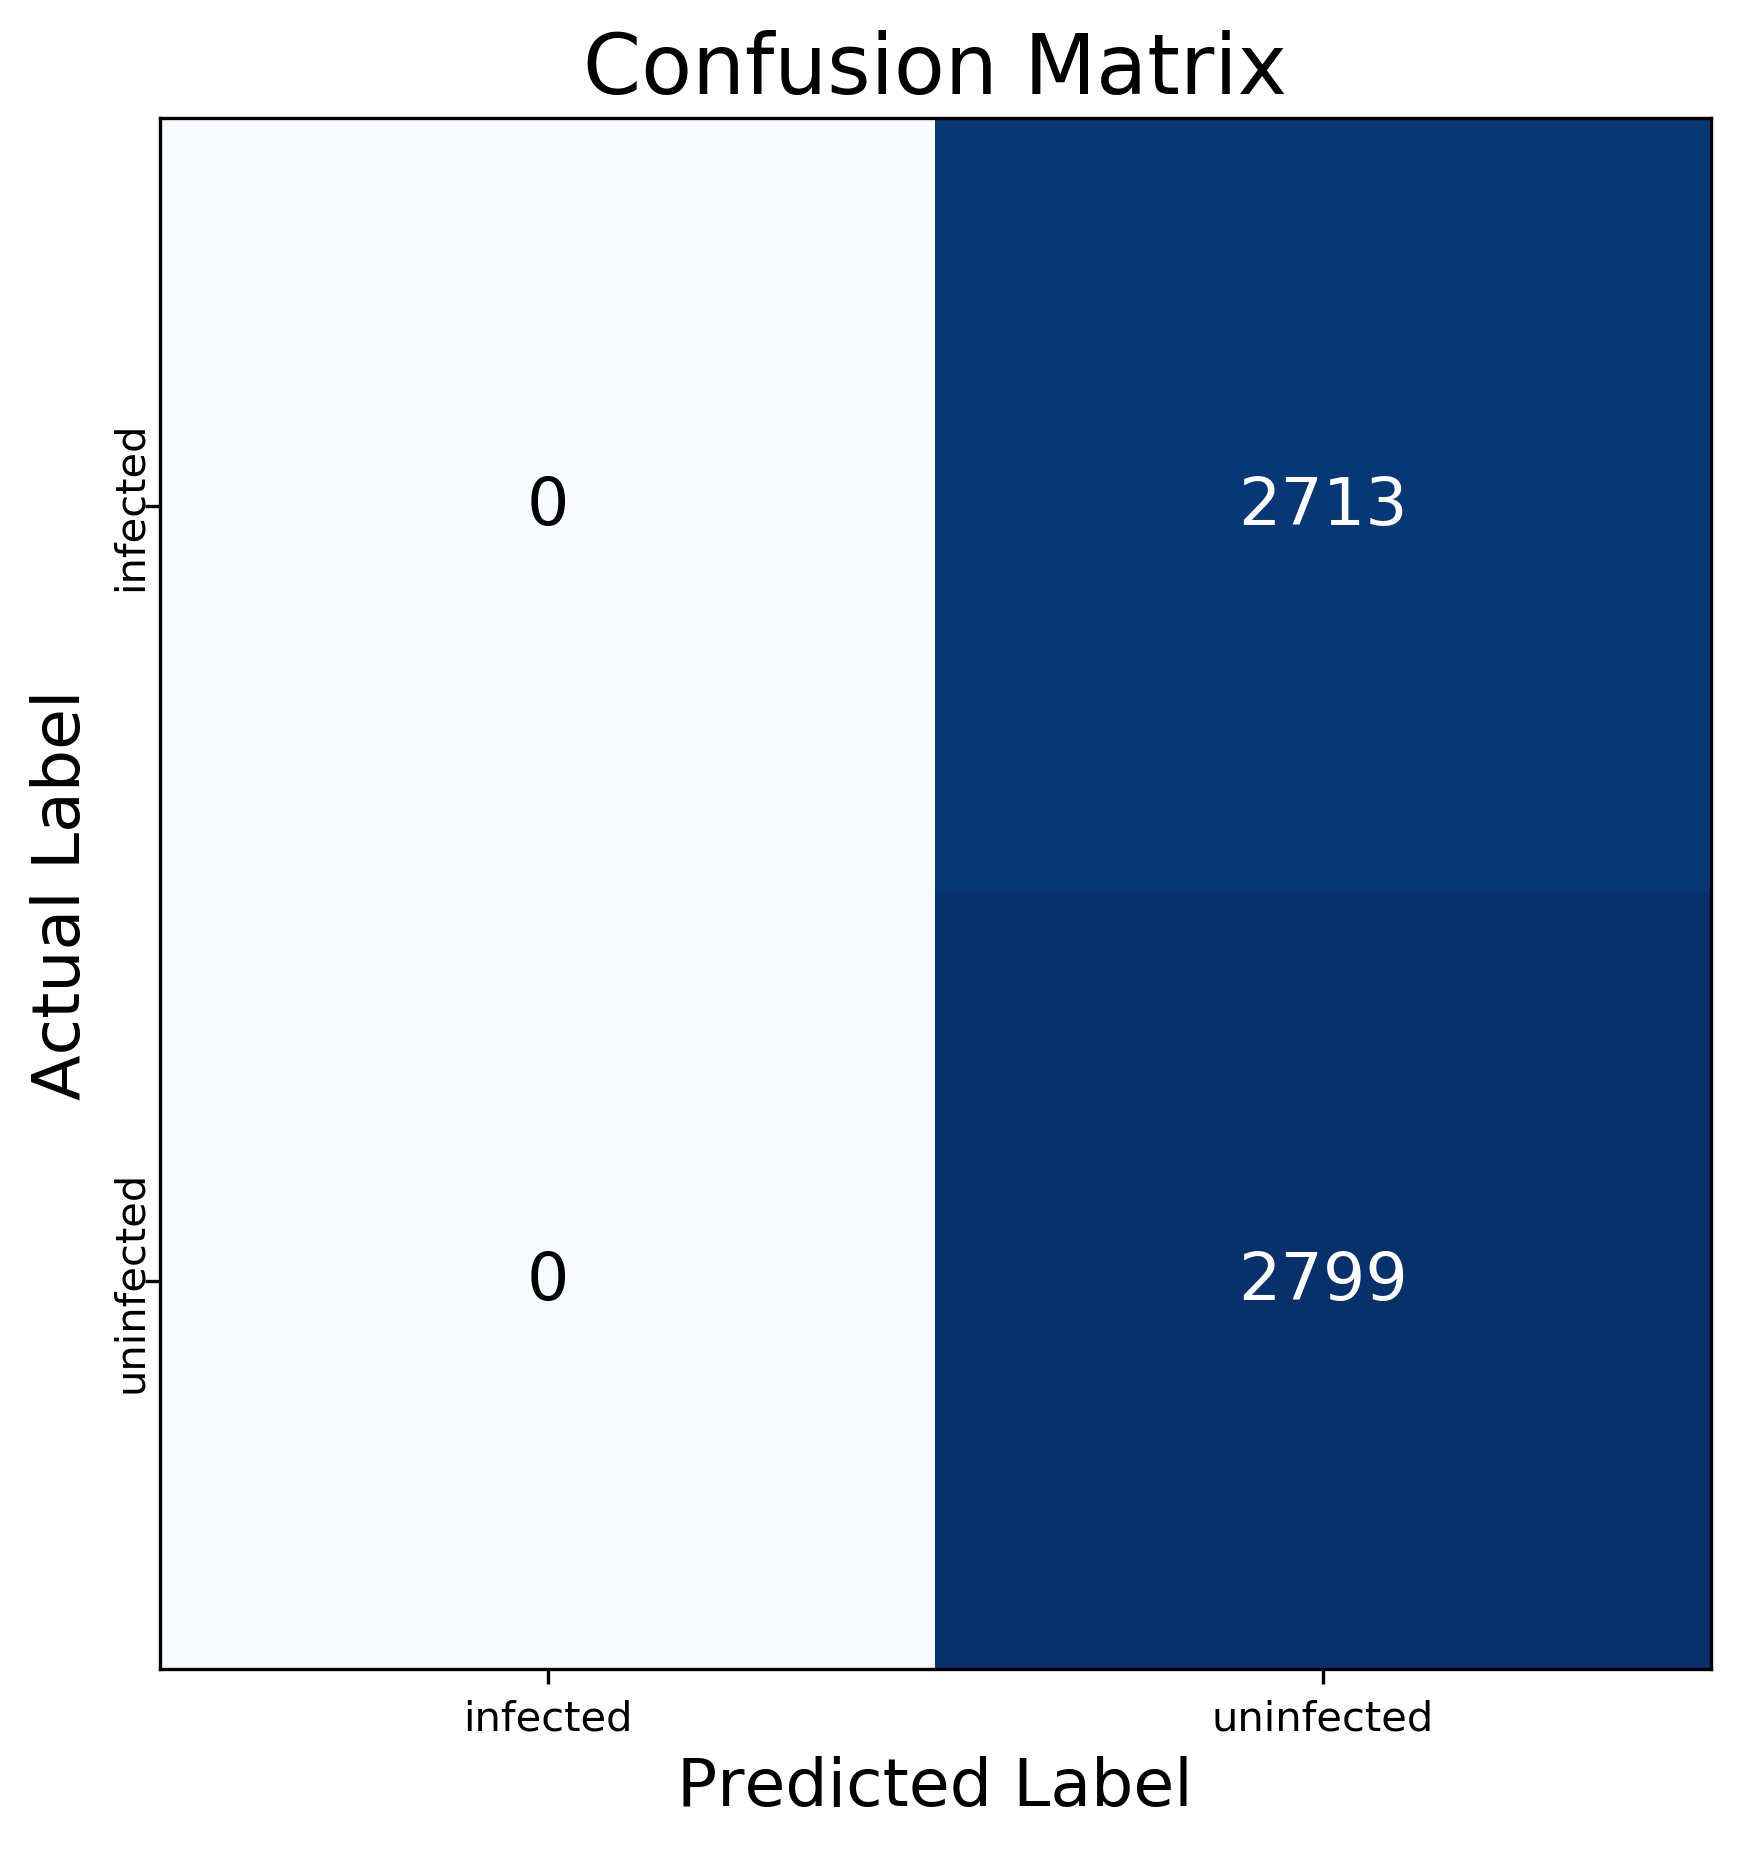 Confusion Matrix
Actual Label
infected
0
2713
uninfected
0
2799
infected
uninfected
Predicted Label